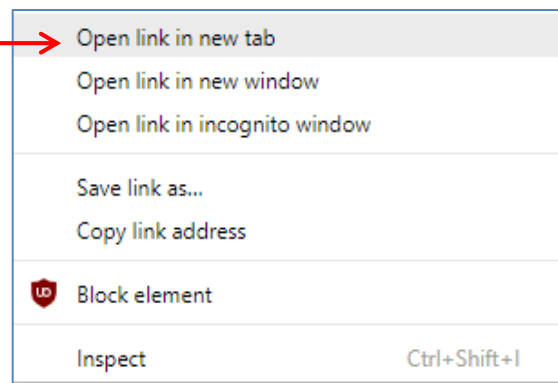 Open link in new tab
Open link in new window
Open link in incognito window
Save link as...
Copy link address
Block element
Inspect Ctrl+Shift+I